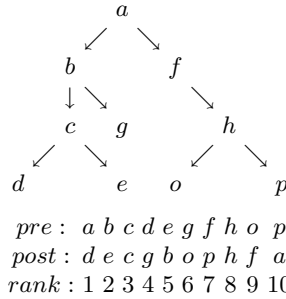 a
b f
c g h
d e o p
pre : a b c d e g f h o p
post : d e c g b o p h f a
rank : 1 2 3 4 5 6 7 8 9 10